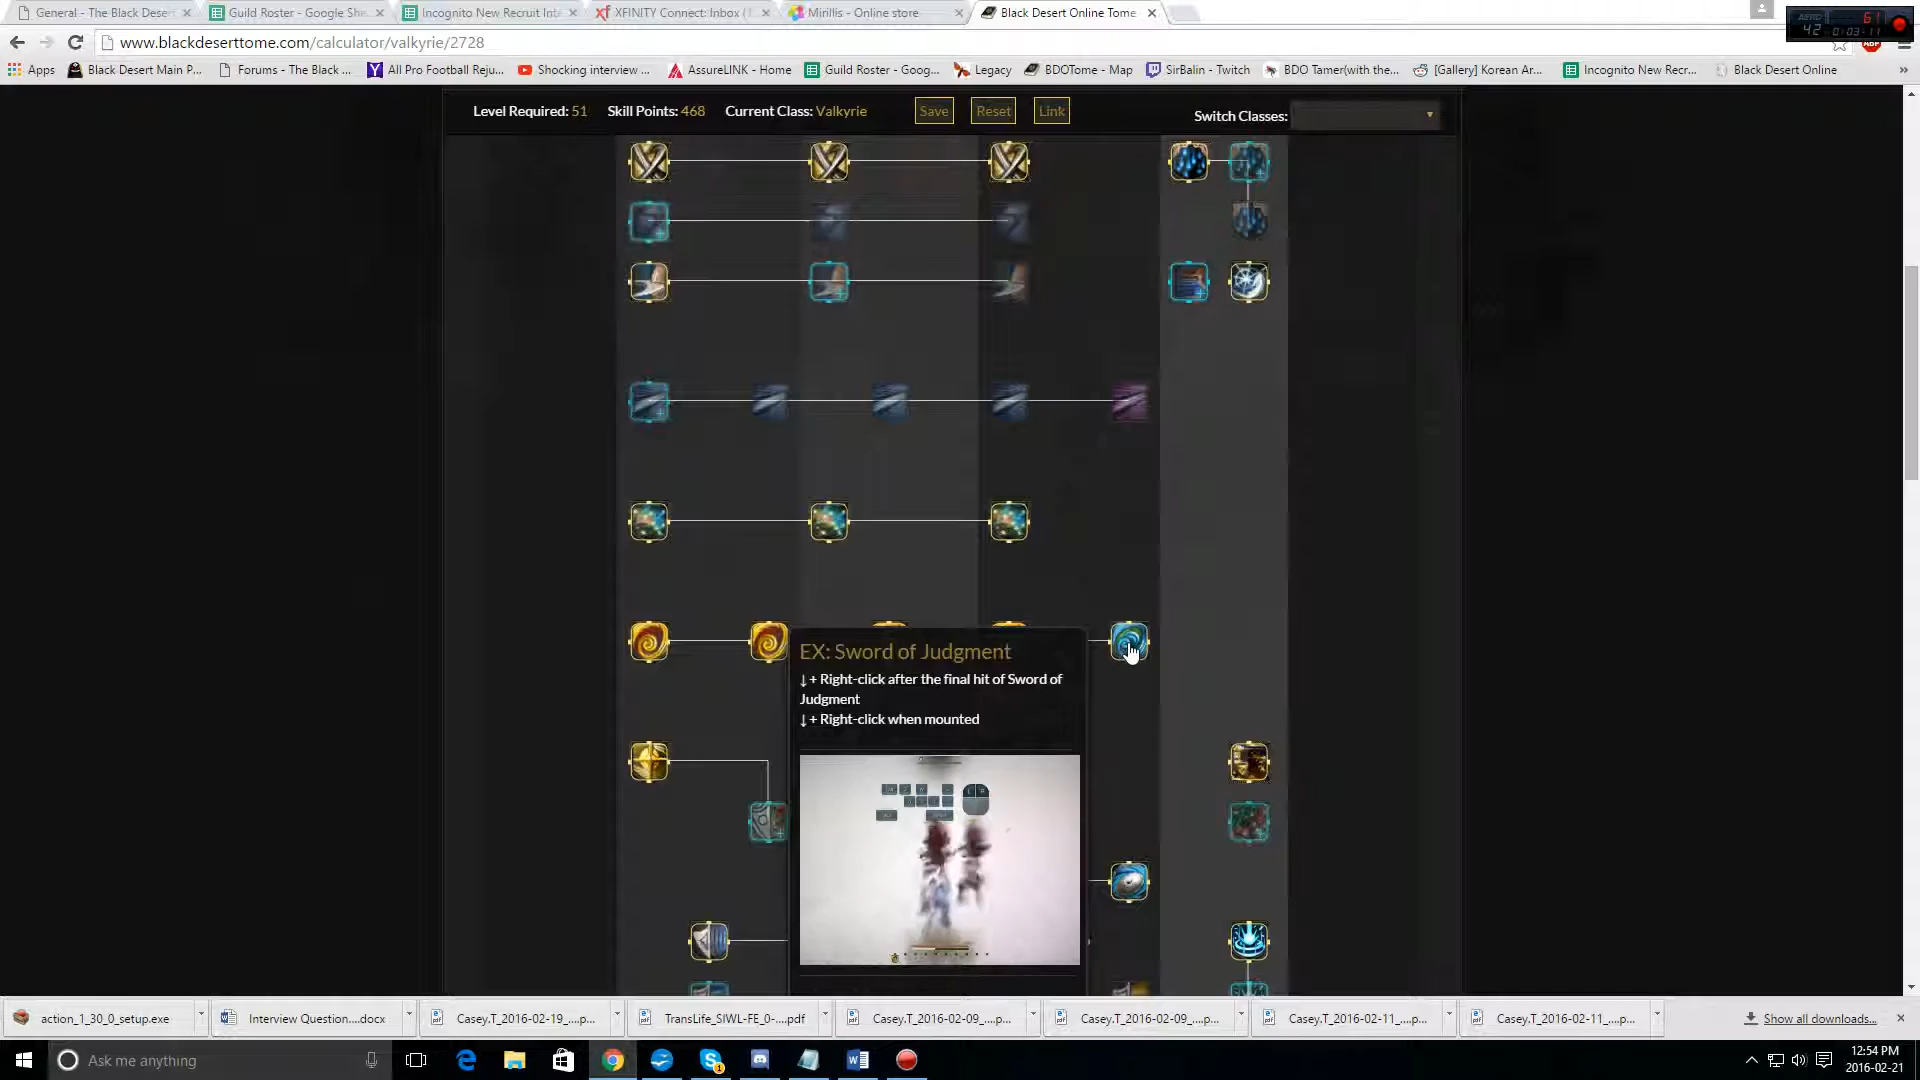 General - The Black Desert
Guild Roster - Google She
Incognito New Recruit Int
XFINITY Connect: Inbox (1
Mirillis - Online store
Black Desert Online Tome
www.blackdeserttome.com/calculator/valkyrie/2728
Apps
Black Desert Main P...
Forums - The Black ...
All Pro Football Reju...
Shocking interview ...
AssureLINK - Home
Guild Roster - Goog...
Legacy
BDOTome - Map
SirBalin - Twitch
BDO Tamer(with the...
[Gallery] Korean Ar...
Incognito New Recr...
Black Desert Online
Level Required: 51
Skill Points: 468
Current Class: Valkyrie
Save
Reset
Link
Switch Classes:
EX: Sword of Judgment
↓+ Right-click after the final hit of Sword of
Judgment
↓+ Right-click when mounted
action_1_30_0_setup.exe
Interview Question....docx
Casey.T_2016-02-19_....p...
TransLife_SIWL-FE_0-....pdf
Casey.T_2016-02-09_....p...
Casey.T_2016-02-09_....p...
Casey.T_2016-02-11_....p...
Casey.T_2016-02-11_....p...
Show all downloads...
Ask me anything
12:54 PM
2016-02-21